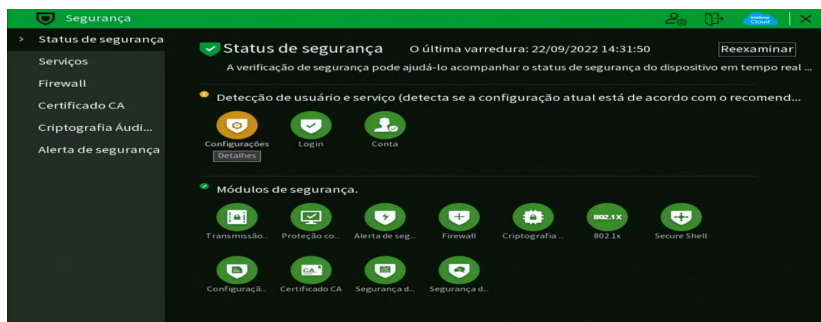 Segurança
Intelbras Cloud
Status de segurança
Serviços
Firewall
Certificado CA
Criptografia Áudi...
Alerta de segurança
Status de segurança O última varredura: 22/09/2022 14:31:50 Reexaminar
A verificação de segurança pode ajudá-lo acompanhar o status de segurança do dispositivo em tempo real ...
Detecção de usuário e serviço (detecta se a configuração atual está de acordo com o recomend...
Configurações Login Conta
Detalhes
Módulos de segurança.
802.1X
Transmissão... Proteção co... Alerta de seg... Firewall Criptografia ... 802.1x Secure Shell
CA
Configuraçã... Certificado CA Segurança d... Segurança d...